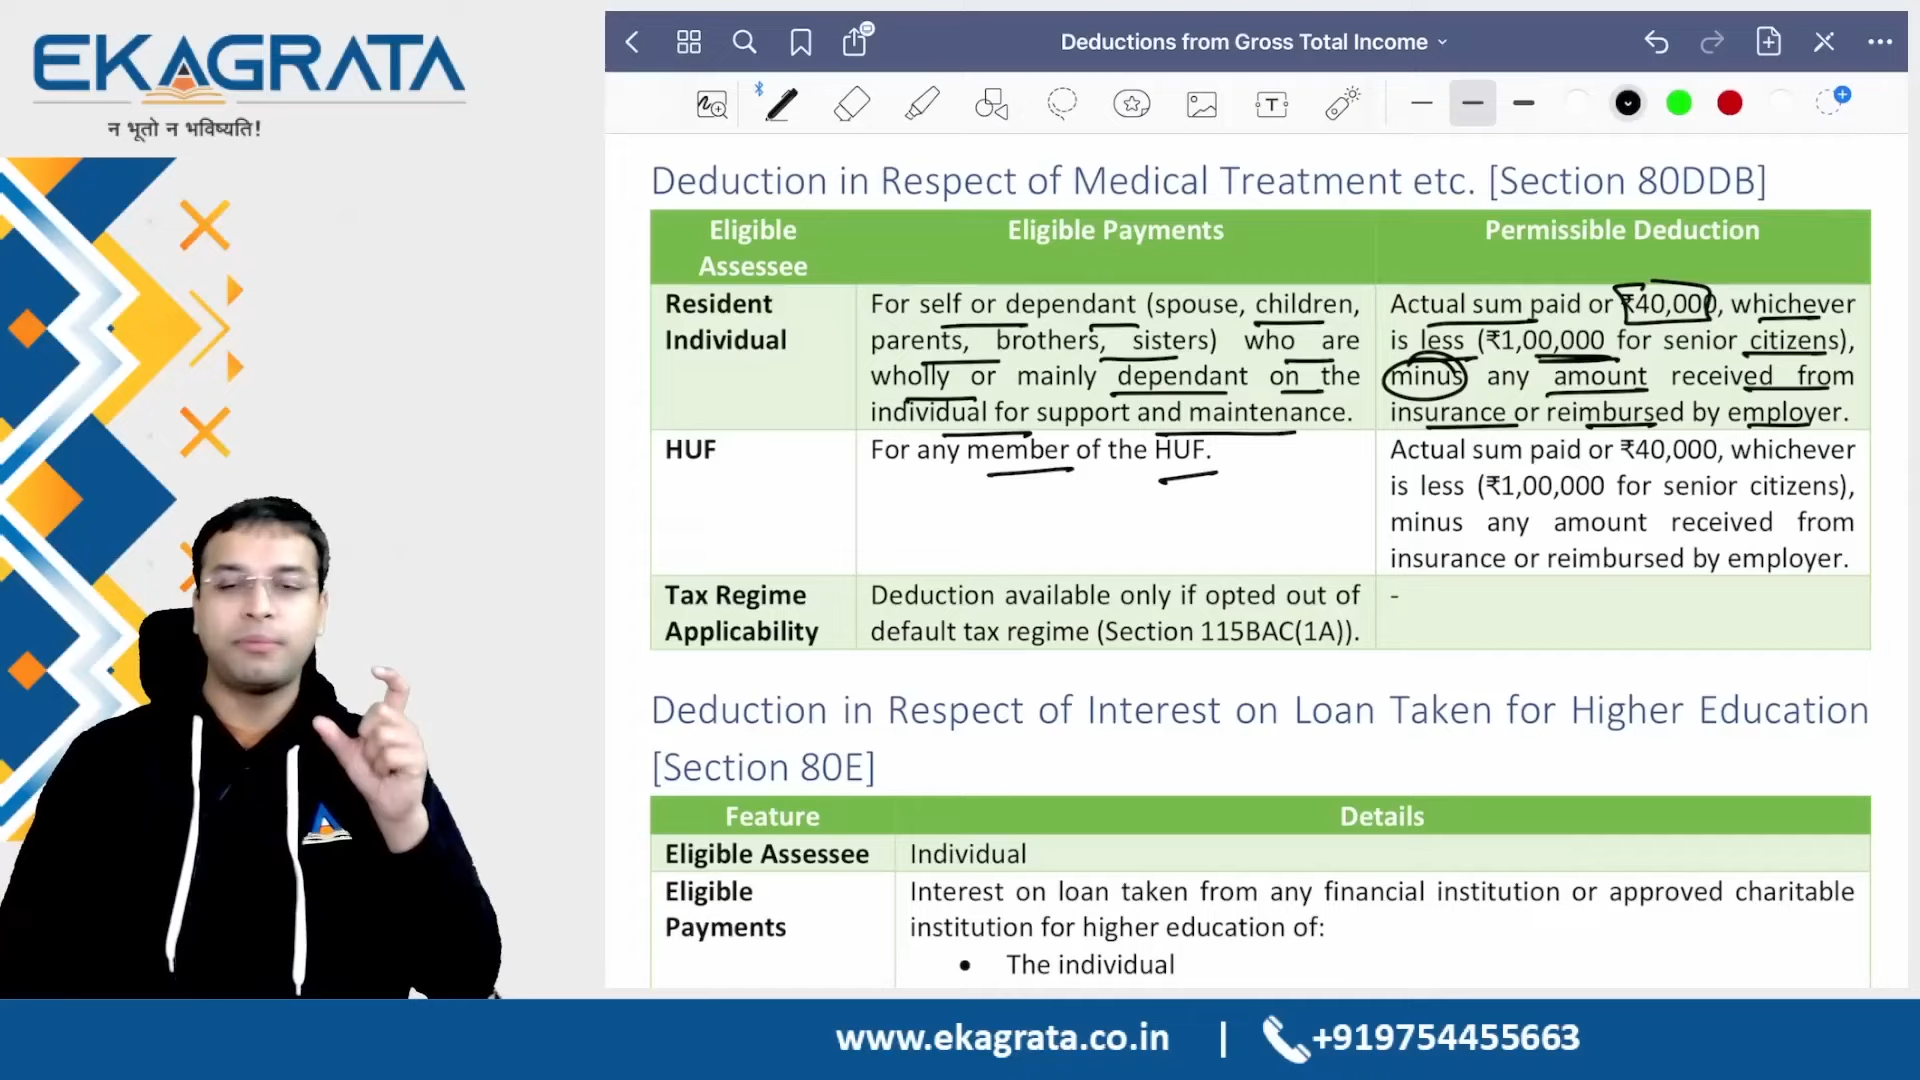 EKAGRATA
न भूतो न भविष्यति!
Deductions from Gross Total Income
T
Deduction in Respect of Medical Treatment etc. [Section 80DDB]
Eligible Assessee
Eligible Payments
Permissible Deduction
Resident Individual
For self or dependant (spouse, children,
parents, brothers, sisters) who are
wholly or mainly dependant on the
individual for support and maintenance.
Actual sum paid or ₹40,000, whichever
is less (₹1,00,000 for senior citizens),
minus any amount received from
insurance or reimbursed by employer.
HUF
For any member of the HUF.
Actual sum paid or ₹40,000, whichever
is less (₹1,00,000 for senior citizens),
minus any amount received from
insurance or reimbursed by employer.
Tax Regime
Applicability
Deduction available only if opted out of
default tax regime (Section 115BAC(1A)).
-
Deduction in Respect of Interest on Loan Taken for Higher Education
[Section 80E]
Feature
Details
Eligible Assessee
Individual
Eligible
Payments
Interest on loan taken from any financial institution or approved charitable
institution for higher education of:
• The individual
www.ekagrata.co.in | +919754455663